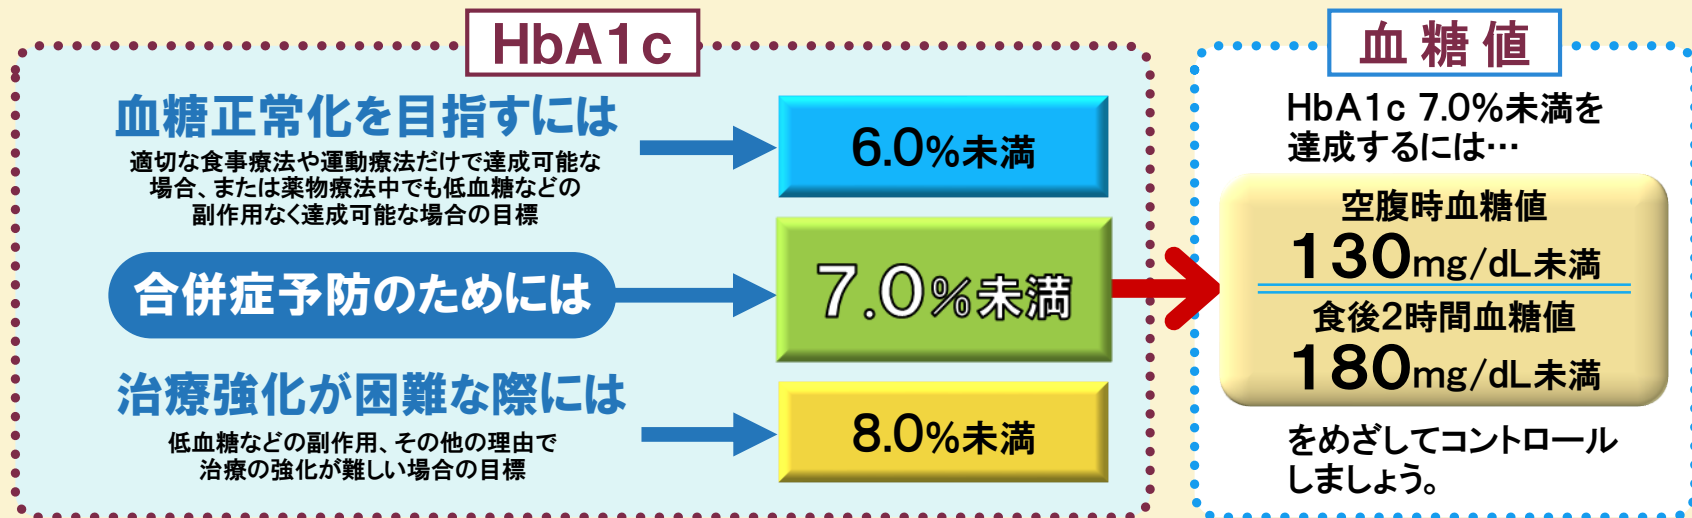 HbA1c
血糖正常化を目指すには
適切な食事療法や運動療法だけで達成可能な
場合、または薬物療法中でも低血糖などの
副作用なく達成可能な場合の目標
6.0%未満
合併症予防のためには
7.0%未満
治療強化が困難な際には
低血糖などの副作用、その他の理由で
治療の強化が難しい場合の目標
8.0%未満
血糖値
HbA1c 7.0%未満を
達成するには…
空腹時血糖値
130mg/dL未満
食後2時間血糖値
180mg/dL未満
をめざしてコントロール
しましょう。